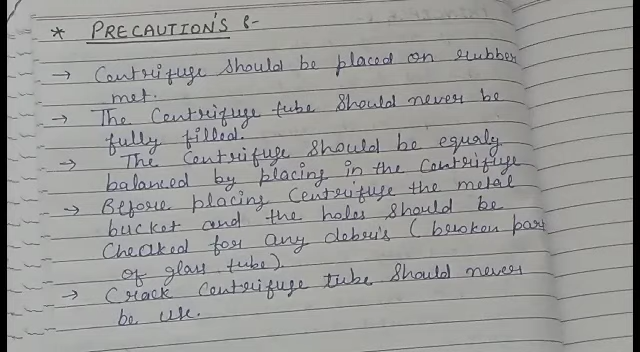 * PRECAUTION'S :-
→ Centrifuge should be placed on rubber
met.
→ The Centrifuge tube should never be
fully filled.
→ The Centrifuge should be equaly
balanced by placing in the Centrifuge
→ Before placing Centrifuge the metal
bucket and the holes should be
Cheaked for any debris (broken part
of glass tube).
→ Crack Centrifuge tube should never
be use.